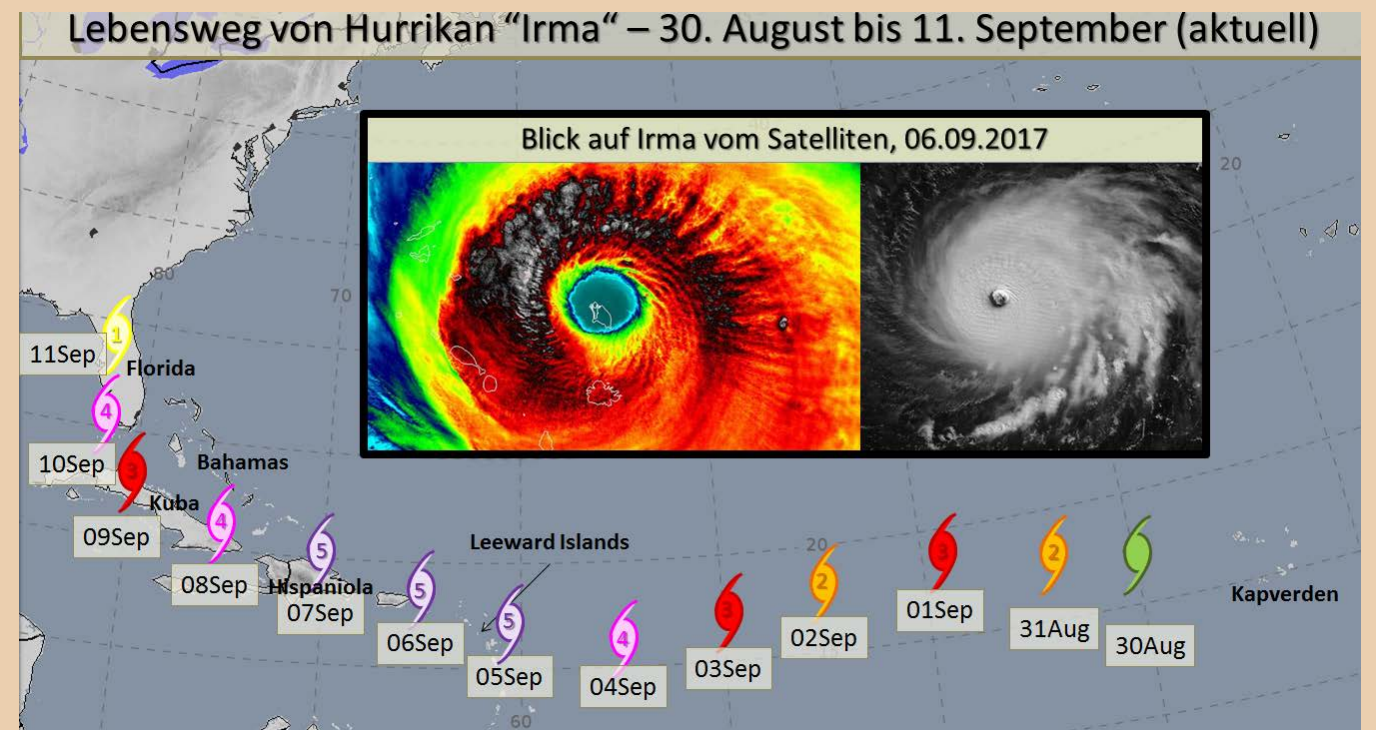 Lebensweg von Hurrikan “Irma“ – 30. August bis 11. September (aktuell)
Blick auf Irma vom Satelliten, 06.09.2017
20
80
70
1
11Sep
Florida
4
10Sep
Bahamas
3
Kuba
09Sep
4
08Sep
5
Hispaniola
07Sep
Leeward Islands
5
06Sep
5
05Sep
4
04Sep
3
03Sep
20
2
02Sep
3
01Sep
2
31Aug
30Aug
Kapverden
60